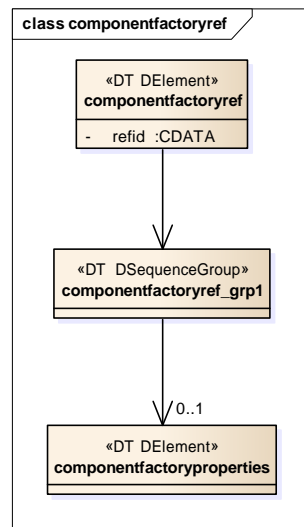 class componentfactoryref
«DT DElement»
componentfactoryref
- refid :CDATA
«DT DSequenceGroup»
componentfactoryref_grp1
0..1
«DT DElement»
componentfactoryproperties